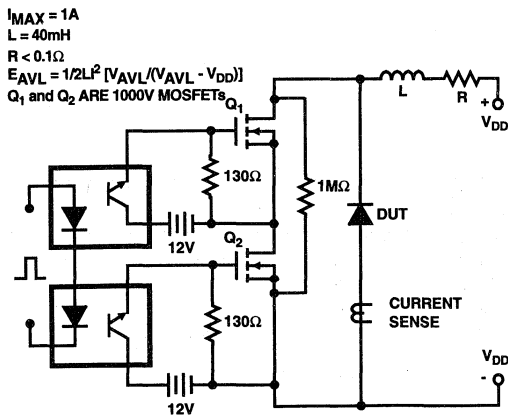 IMAX = 1A
L = 40mH
R < 0.1Ω
EAVL = 1/2LI² [VAVL/(VAVL - VDD)]
Q1 and Q2 ARE 1000V MOSFETs
Q1
L
R
+
VDD
130Ω
1MΩ
DUT
12V
Q2
130Ω
CURRENT
SENSE
VDD
-
12V